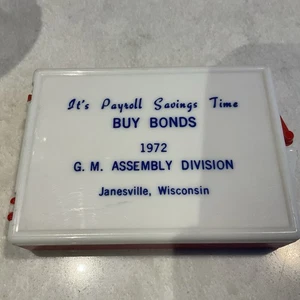 It's Payroll Savings Time
BUY BONDS
1972
G. M. ASSEMBLY DIVISION
Janesville, Wisconsin